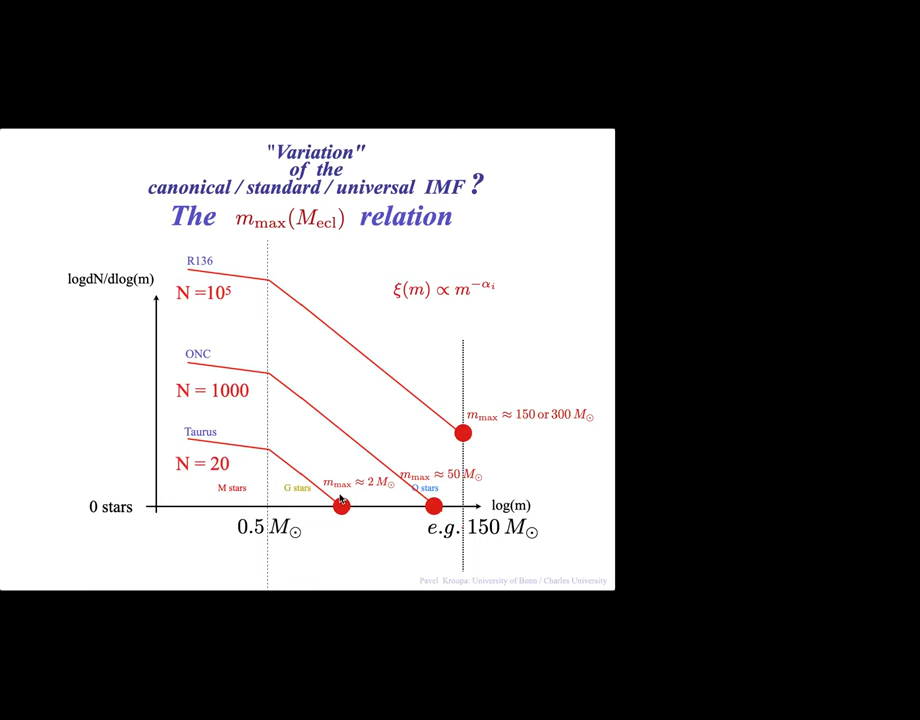 "Variation"
of the
canonical / standard / universal IMF ?
The m_max(M_ecl) relation
R136
logdN/dlog(m)
N =10⁵
ξ(m) ∝ m^−α_i
ONC
N = 1000
m_max ≈ 150 or 300 M_⊙
Taurus
N = 20
m_max ≈ 2 M_⊙
m_max ≈ 50 M_⊙
M stars
G stars
O stars
0 stars
log(m)
0.5 M_⊙
e.g. 150 M_⊙
Pavel Kroupa: University of Bonn / Charles University